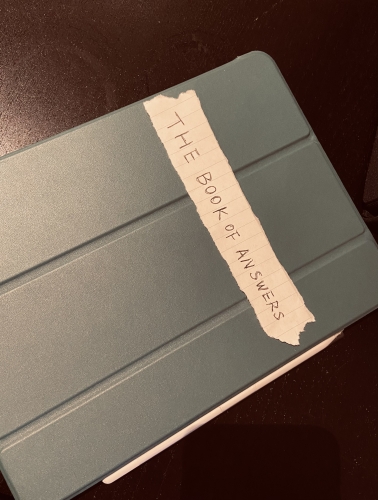 THE BOOK OF ANSWERS